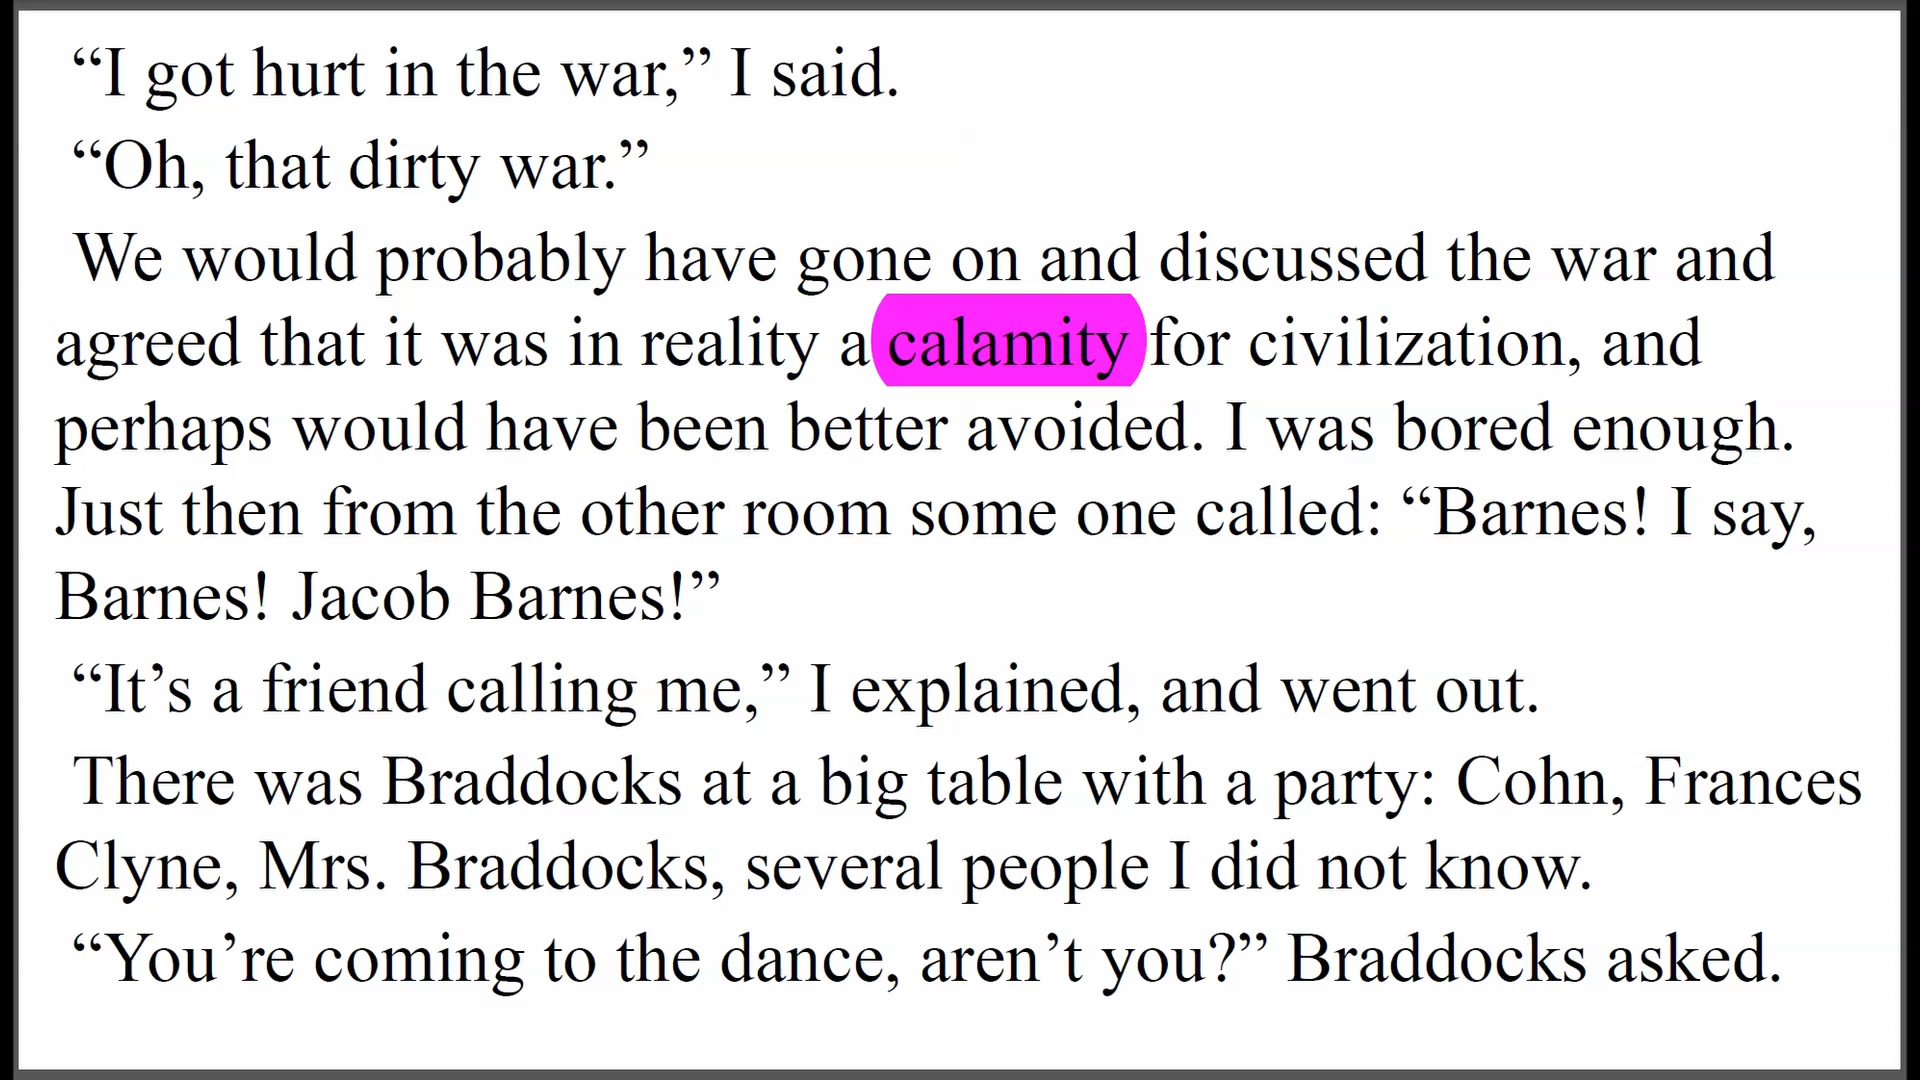 “I got hurt in the war,” I said.
“Oh, that dirty war.”
We would probably have gone on and discussed the war and
agreed that it was in reality a calamity for civilization, and
perhaps would have been better avoided. I was bored enough.
Just then from the other room some one called: “Barnes! I say,
Barnes! Jacob Barnes!”
“It’s a friend calling me,” I explained, and went out.
There was Braddocks at a big table with a party: Cohn, Frances
Clyne, Mrs. Braddocks, several people I did not know.
“You’re coming to the dance, aren’t you?” Braddocks asked.